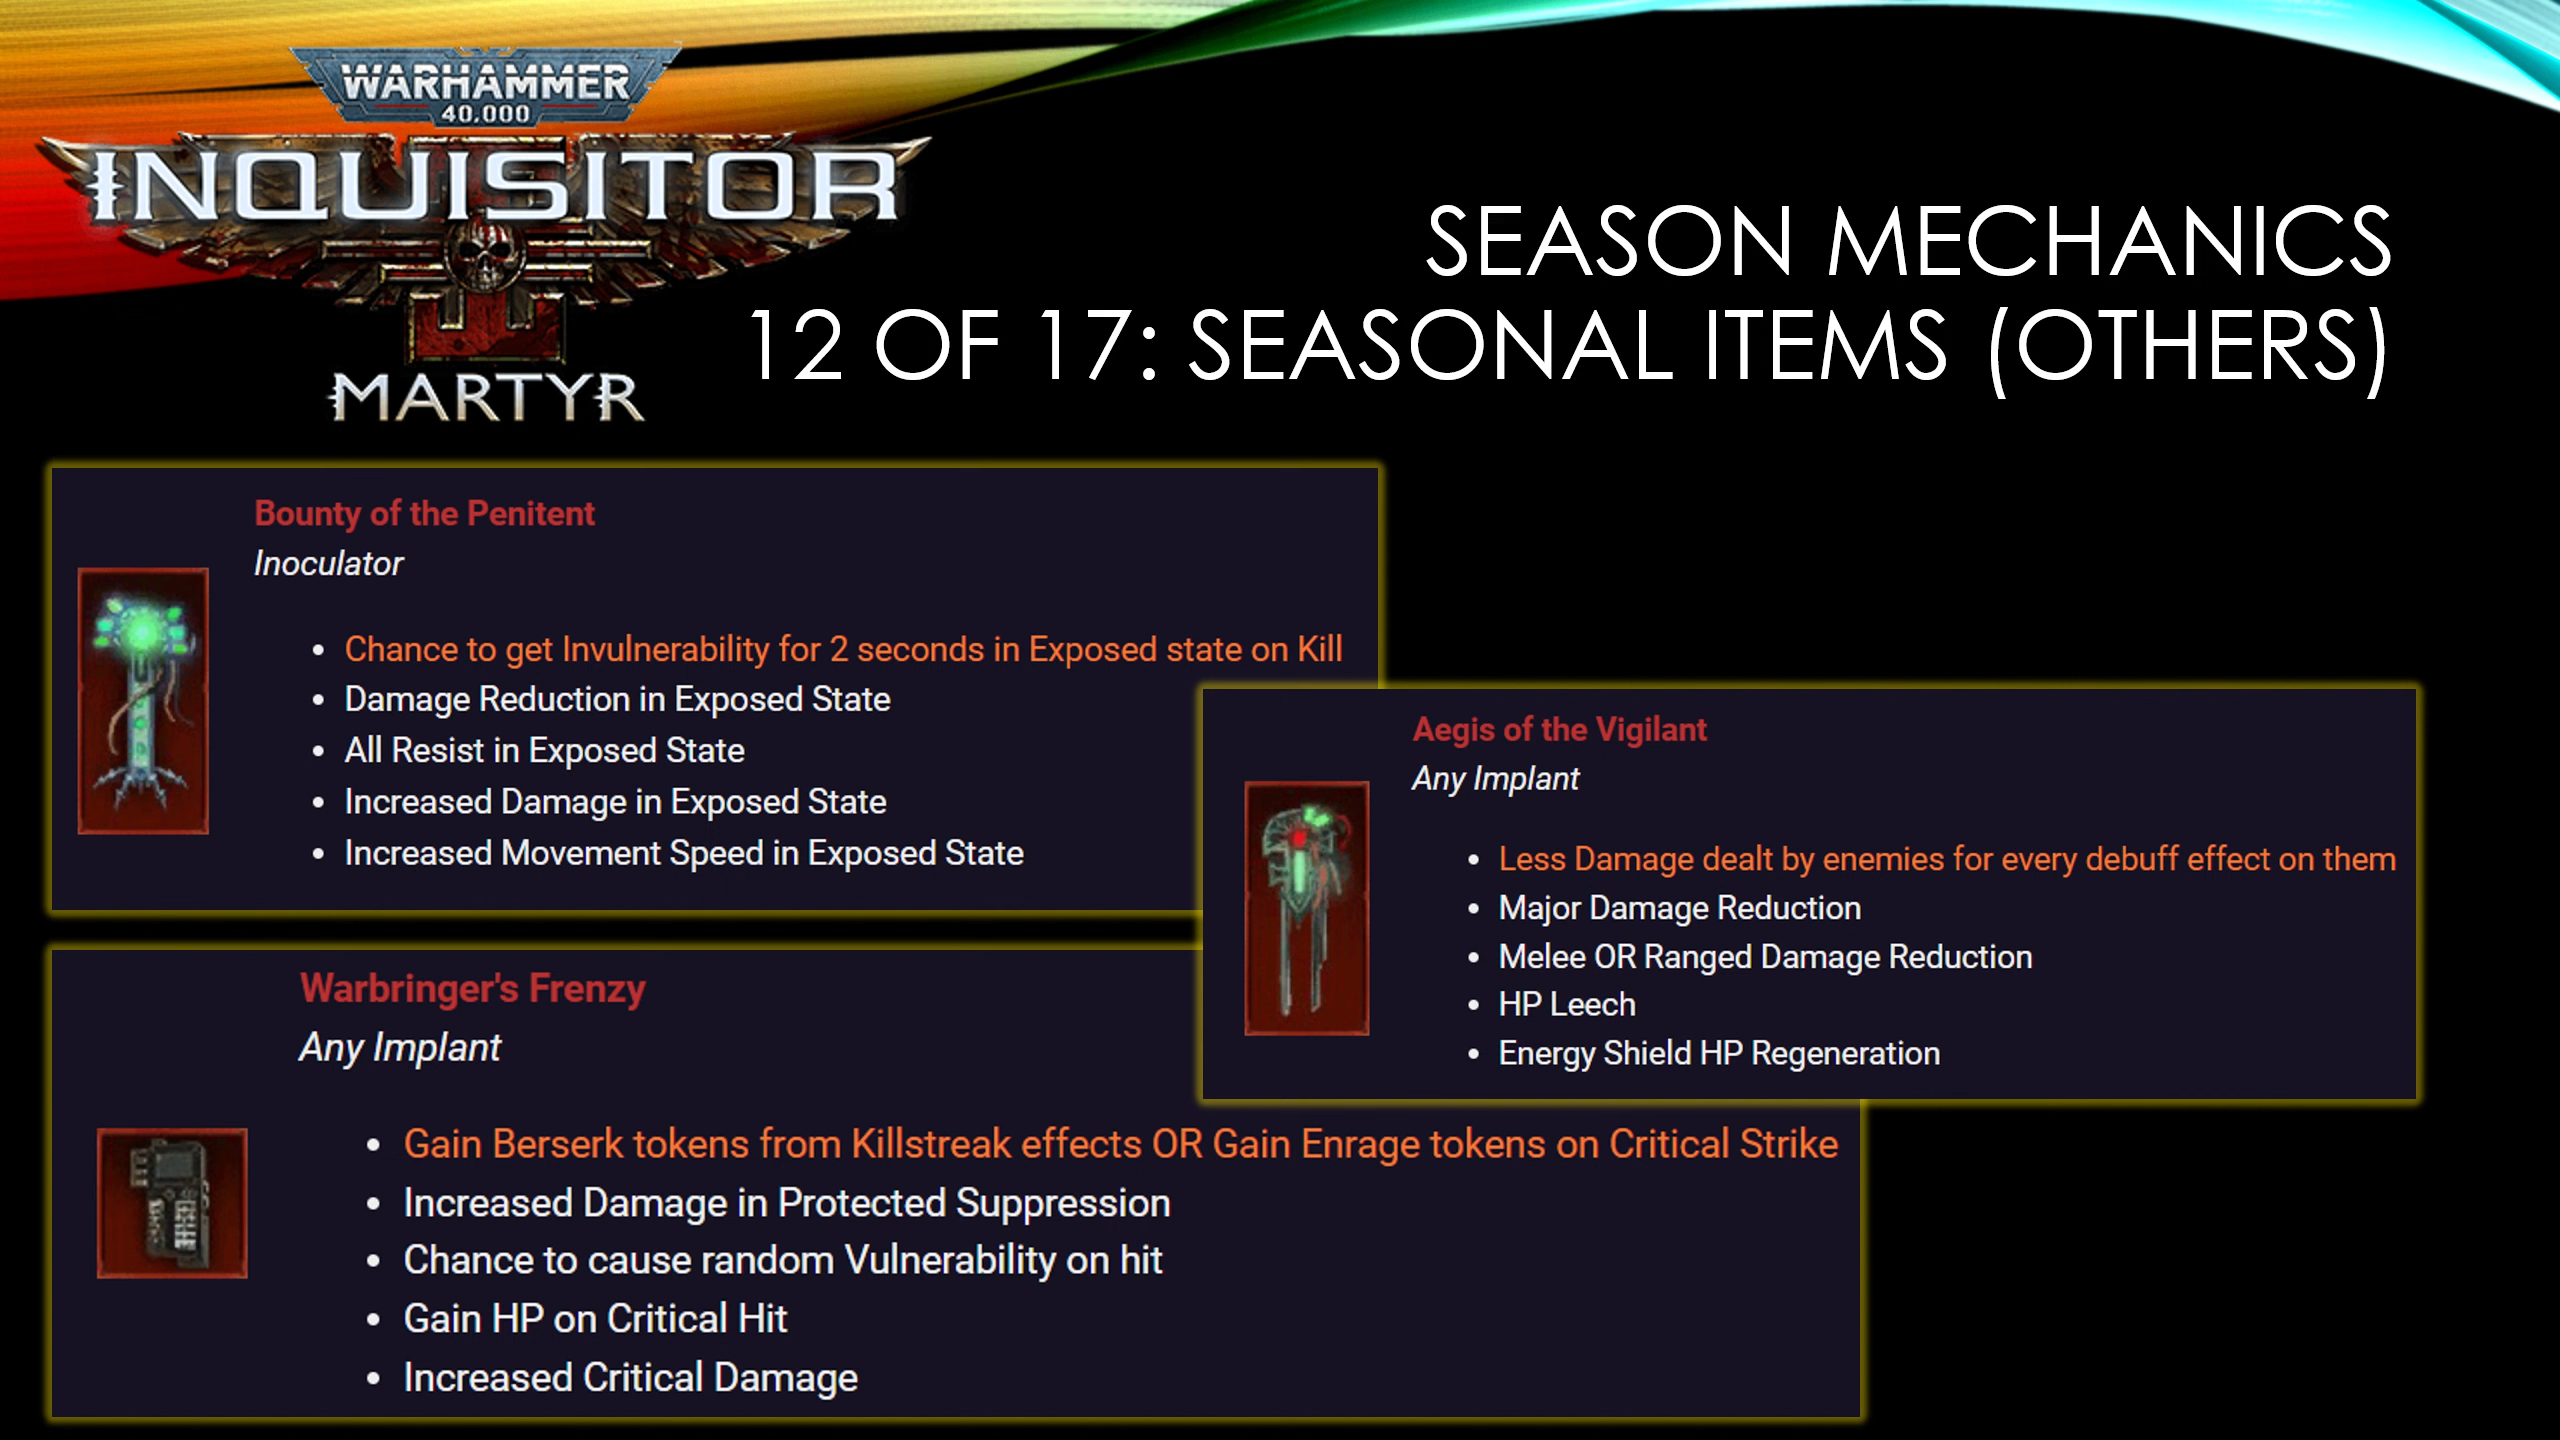 WARHAMMER
40,000
INQUISITOR
MARTYR
SEASON MECHANICS
12 OF 17: SEASONAL ITEMS (OTHERS)
Bounty of the Penitent
Inoculator
• Chance to get Invulnerability for 2 seconds in Exposed state on Kill
• Damage Reduction in Exposed State
• All Resist in Exposed State
• Increased Damage in Exposed State
• Increased Movement Speed in Exposed State
Aegis of the Vigilant
Any Implant
• Less Damage dealt by enemies for every debuff effect on them
• Major Damage Reduction
• Melee OR Ranged Damage Reduction
• HP Leech
• Energy Shield HP Regeneration
Warbringer's Frenzy
Any Implant
• Gain Berserk tokens from Killstreak effects OR Gain Enrage tokens on Critical Strike
• Increased Damage in Protected Suppression
• Chance to cause random Vulnerability on hit
• Gain HP on Critical Hit
• Increased Critical Damage